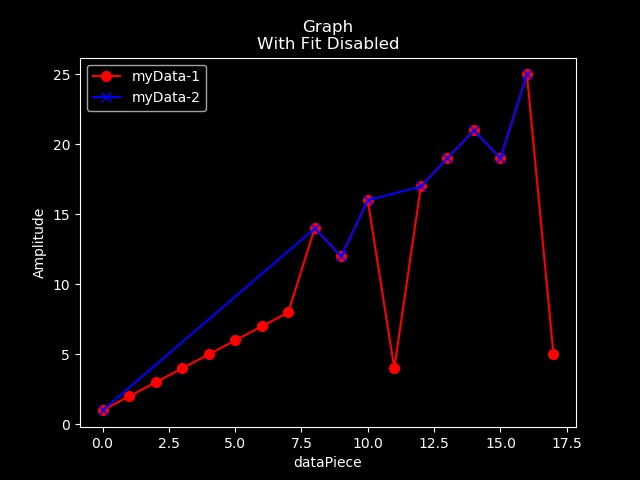 Graph
With Fit Disabled
myData-1
myData-2
25
20
15
10
5
0
Amplitude
0.0 2.5 5.0 7.5 10.0 12.5 15.0 17.5
dataPiece